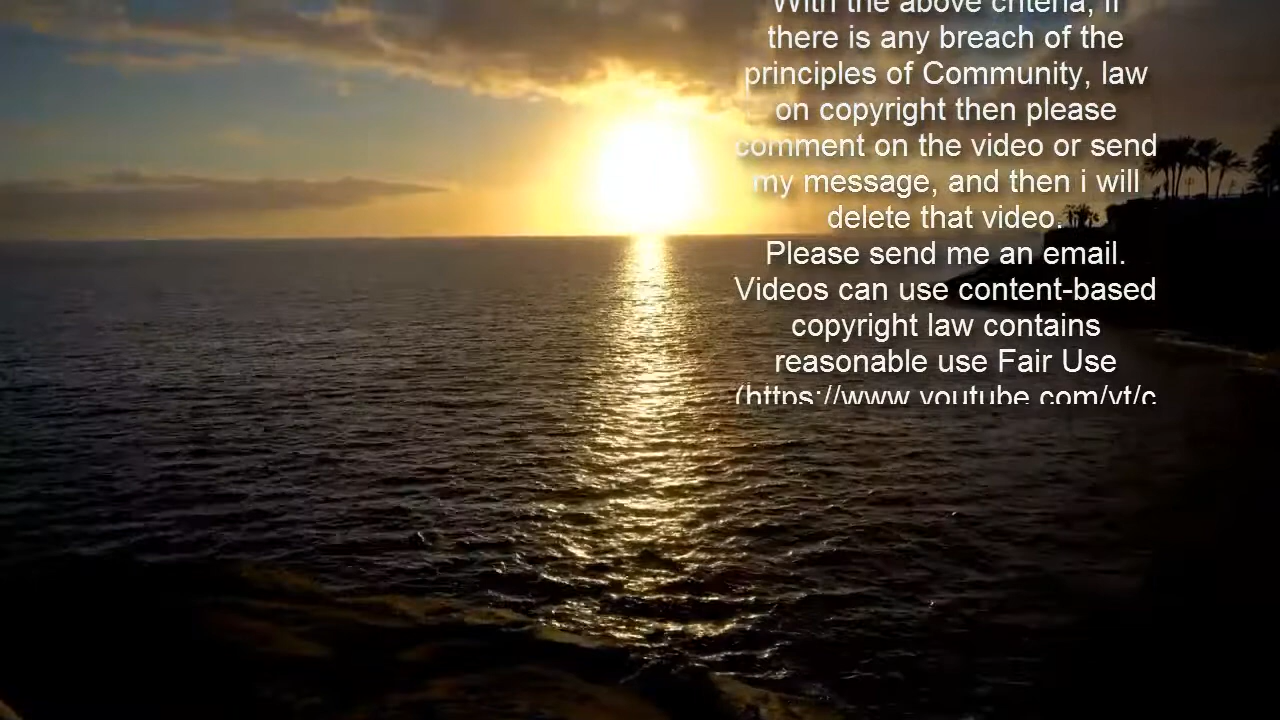 With the above criteria, if
there is any breach of the
principles of Community, law
on copyright then please
comment on the video or send
my message, and then i will
delete that video.
Please send me an email.
Videos can use content-based
copyright law contains
reasonable use Fair Use
(https://www.youtube.com/yt/c